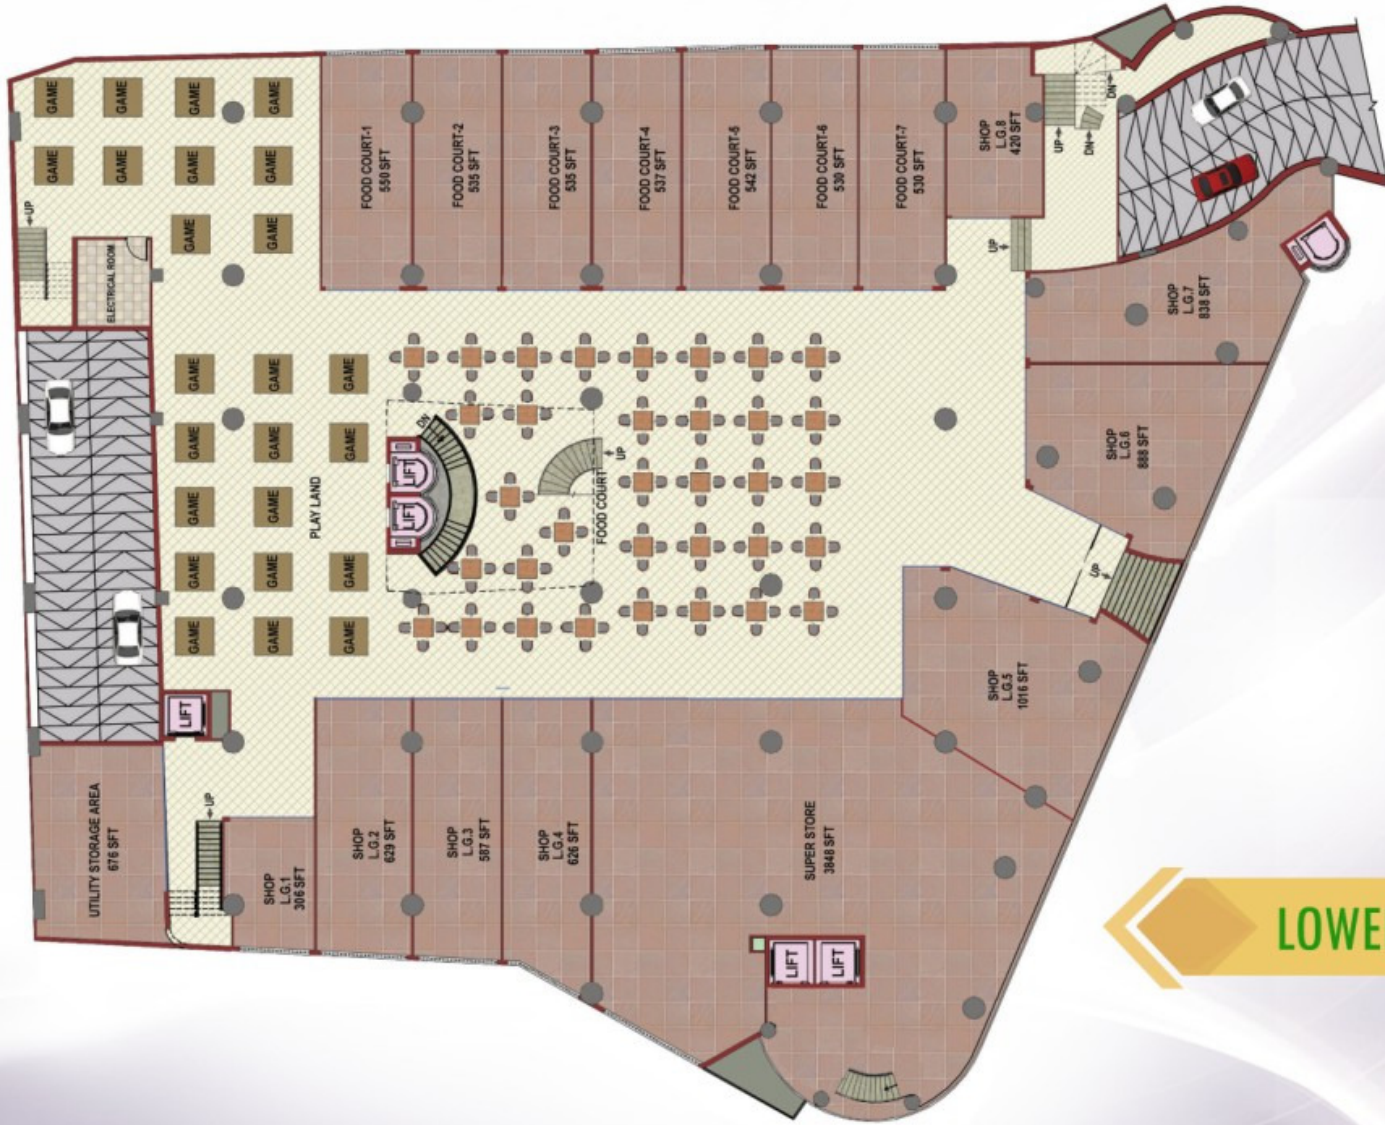 GAME
GAME
GAME
GAME
GAME
GAME
GAME
GAME
GAME
GAME
UP
ELECTRICAL ROOM
FOOD COURT-1
550 SFT
FOOD COURT-2
535 SFT
FOOD COURT-3
535 SFT
FOOD COURT-4
537 SFT
FOOD COURT-5
542 SFT
FOOD COURT-6
530 SFT
FOOD COURT-7
530 SFT
SHOP
L.G.8
420 SFT
UP
DN
DN
UP
SHOP
L.G.7
838 SFT
SHOP
L.G.6
888 SFT
UP
GAME
GAME
GAME
GAME
GAME
GAME
GAME
GAME
GAME
GAME
GAME
GAME
GAME
GAME
PLAY LAND
DN
LIFT
LIFT
UP
FOOD COURT
SHOP
L.G.5
1016 SFT
LIFT
UP
UTILITY STORAGE AREA
676 SFT
SHOP
L.G.1
306 SFT
SHOP
L.G.2
629 SFT
SHOP
L.G.3
587 SFT
SHOP
L.G.4
626 SFT
SUPER STORE
3848 SFT
LIFT
LIFT
LOWE